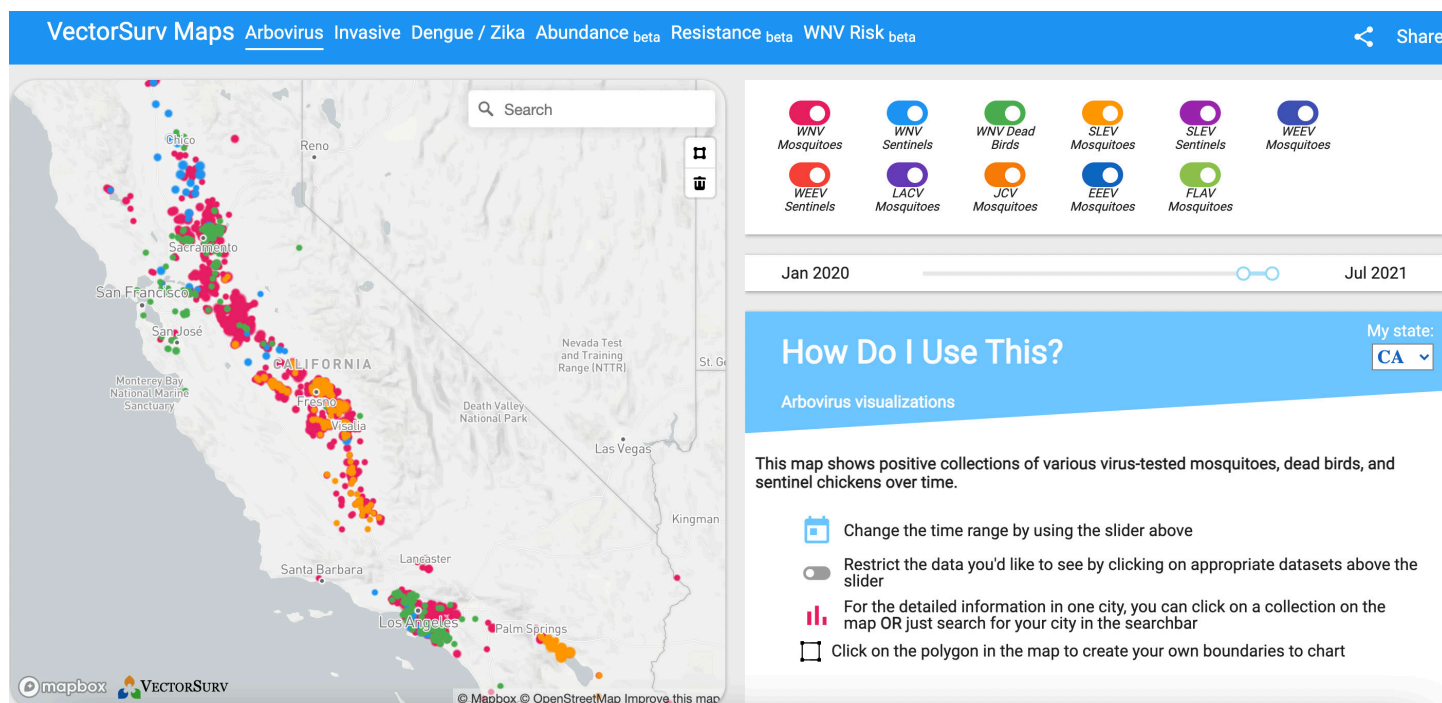 VectorSurv Maps Arbovirus Invasive Dengue / Zika Abundance beta Resistance beta WNV Risk beta
Share
Search
Chico
Reno
Sacramento
San Francisco
San José
Monterey Bay
National Marine
Sanctuary
CALIFORNIA
Fresno
Visalia
Nevada Test
and Training
Range (NTTR)
St. Ge
Death Valley
National Park
Las Vegas
Kingman
Lancaster
Santa Barbara
Los Angeles
Palm Springs
mapbox
VECTORSURV
© Mapbox © OpenStreetMap Improve this map
WNV
Mosquitoes
WNV
Sentinels
WNV Dead
Birds
SLEV
Mosquitoes
SLEV
Sentinels
WEEV
Mosquitoes
WEEV
Sentinels
LACV
Mosquitoes
JCV
Mosquitoes
EEEV
Mosquitoes
FLAV
Mosquitoes
Jan 2020
Jul 2021
My state:
CA
How Do I Use This?
Arbovirus visualizations
This map shows positive collections of various virus-tested mosquitoes, dead birds, and
sentinel chickens over time.
Change the time range by using the slider above
Restrict the data you'd like to see by clicking on appropriate datasets above the
slider
For the detailed information in one city, you can click on a collection on the
map OR just search for your city in the searchbar
Click on the polygon in the map to create your own boundaries to chart